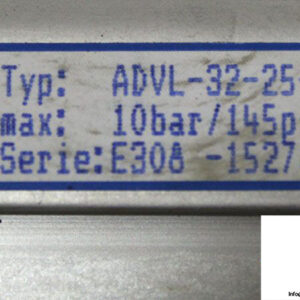 Typ: ADVL-32-25
max: 10bar/145p
Serie: E308 -1527